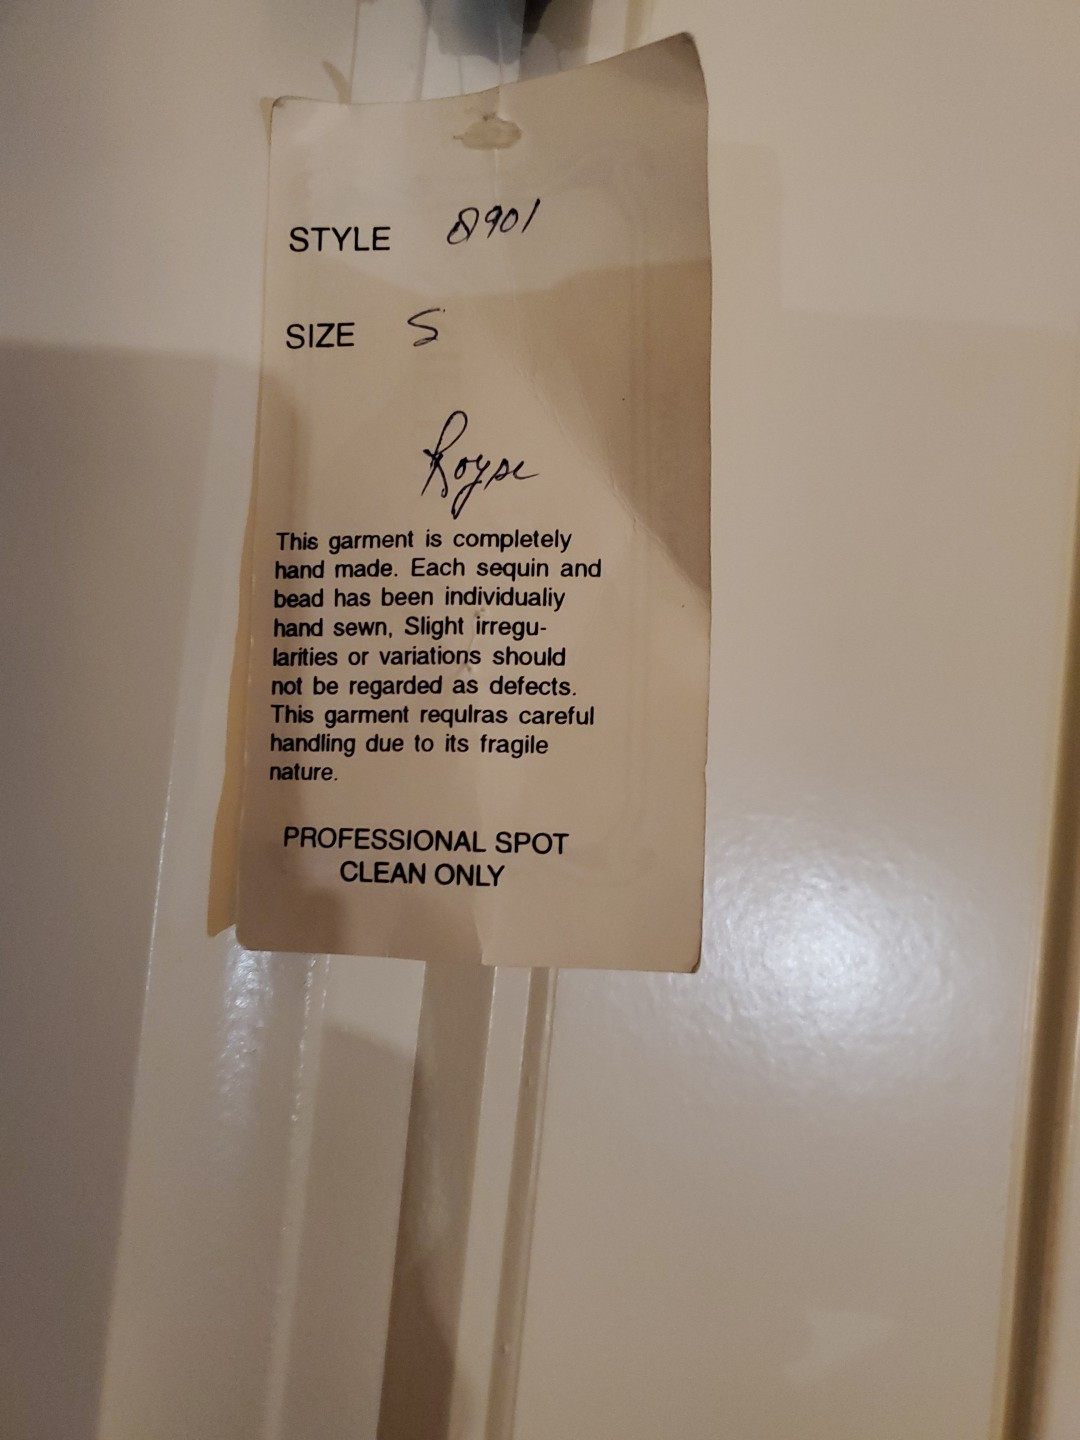 STYLE 8901
SIZE S
Royse
This garment is completely
hand made. Each sequin and
bead has been individualiy
hand sewn, Slight irregu-
larities or variations should
not be regarded as defects.
This garment requlras careful
handling due to its fragile
nature.
PROFESSIONAL SPOT
CLEAN ONLY